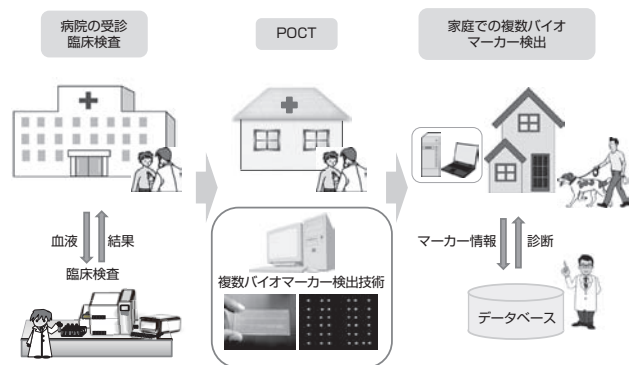 病院の受診
臨床検査
POCT
家庭での複数バイオ
マーカー検出
血液
結果
臨床検査
複数バイオマーカー検出技術
マーカー情報
診断
データベース